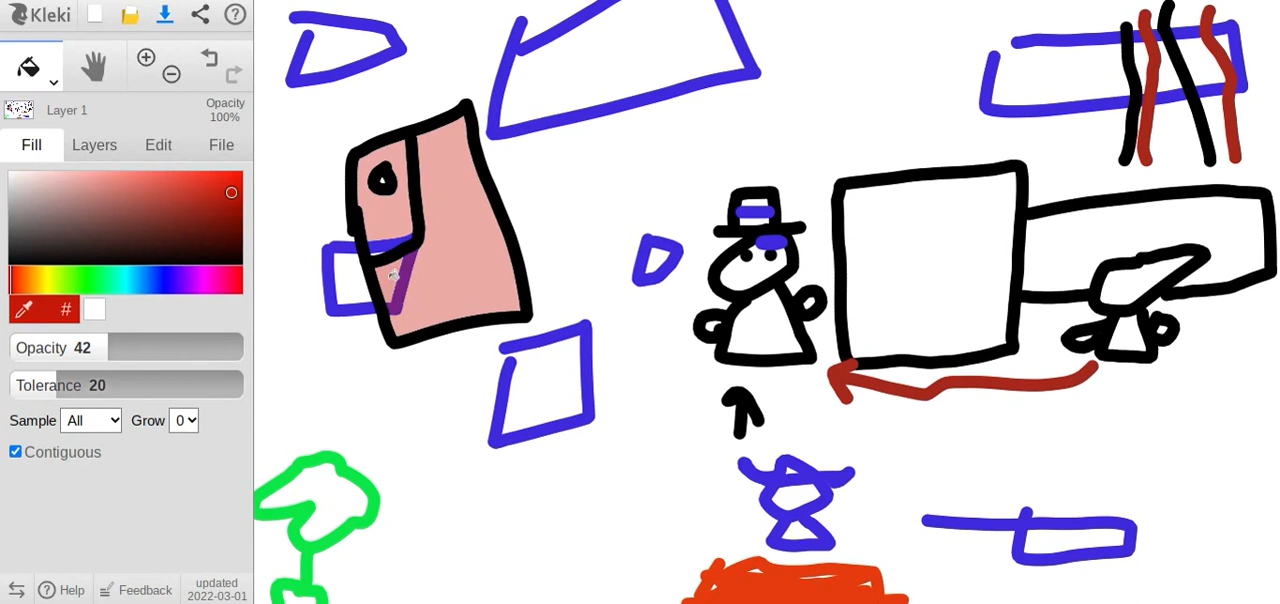 Kleki
Layer 1
Opacity
100%
Fill
Layers
Edit
File
#
Opacity 42
Tolerance 20
Sample All
Grow 0
Contiguous
Help
Feedback
updated
2022-03-01